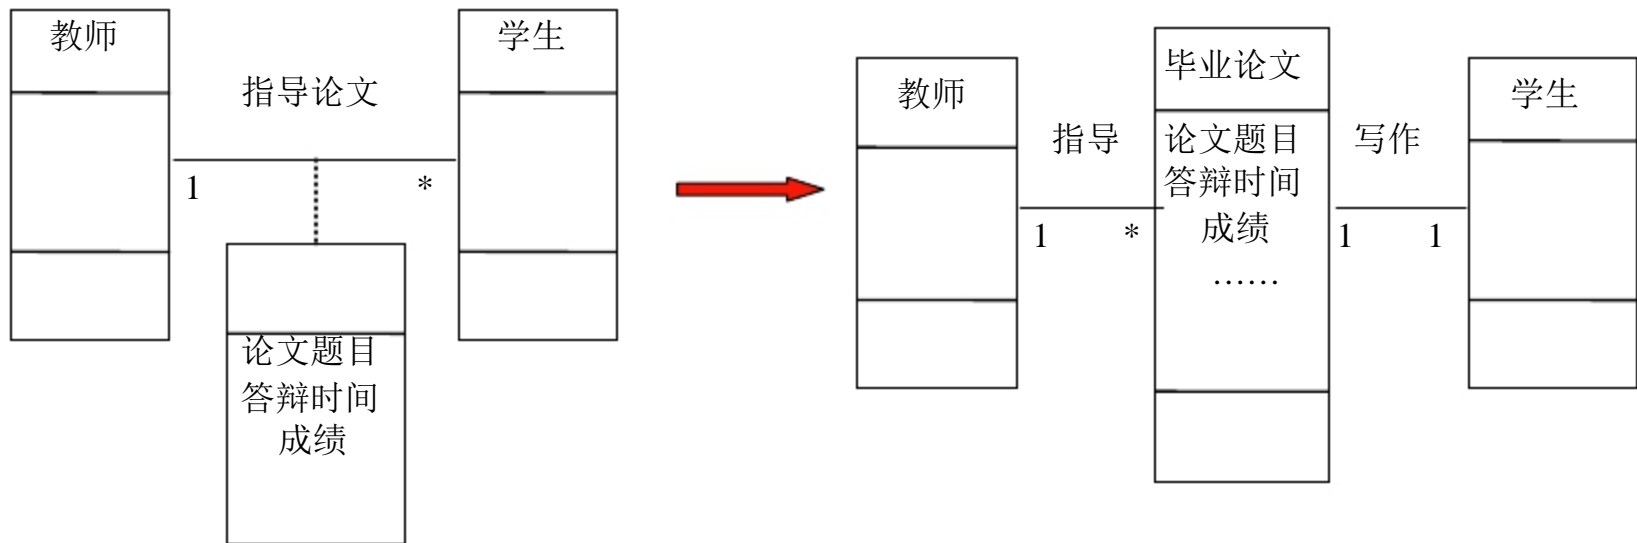 教师
学生
指导论文
1
*
论文题目
答辩时间
成绩
教师
毕业论文
学生
指导
论文题目
写作
答辩时间
成绩
1
*
1
1
……